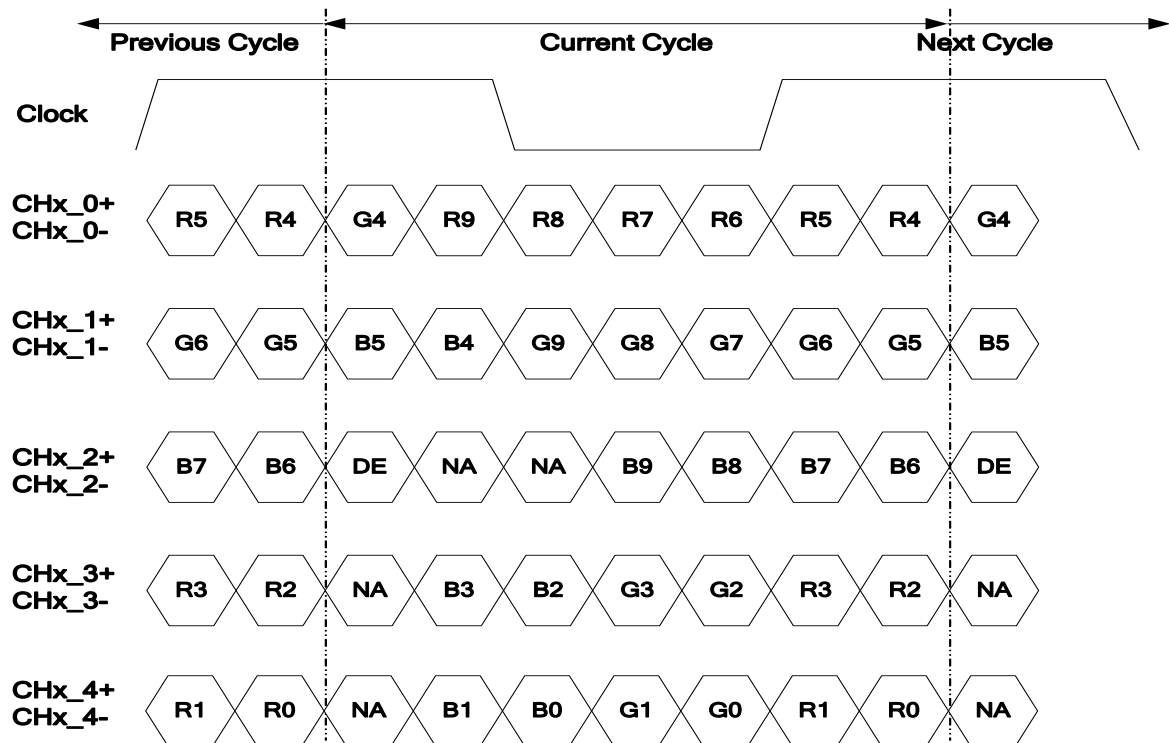 Previous Cycle Current Cycle Next Cycle
Clock
CHx_0+
CHx_0-
R5 R4 G4 R9 R8 R7 R6 R5 R4 G4
CHx_1+
CHx_1-
G6 G5 B5 B4 G9 G8 G7 G6 G5 B5
CHx_2+
CHx_2-
B7 B6 DE NA NA B9 B8 B7 B6 DE
CHx_3+
CHx_3-
R3 R2 NA B3 B2 G3 G2 R3 R2 NA
CHx_4+
CHx_4-
R1 R0 NA B1 B0 G1 G0 R1 R0 NA